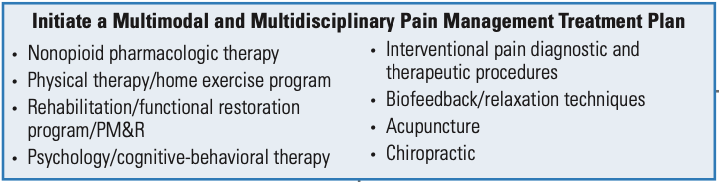 Initiate a Multimodal and Multidisciplinary Pain Management Treatment Plan
• Nonopioid pharmacologic therapy
• Physical therapy/home exercise program
• Rehabilitation/functional restoration
program/PM&R
• Psychology/cognitive-behavioral therapy
• Interventional pain diagnostic and
therapeutic procedures
• Biofeedback/relaxation techniques
• Acupuncture
• Chiropractic